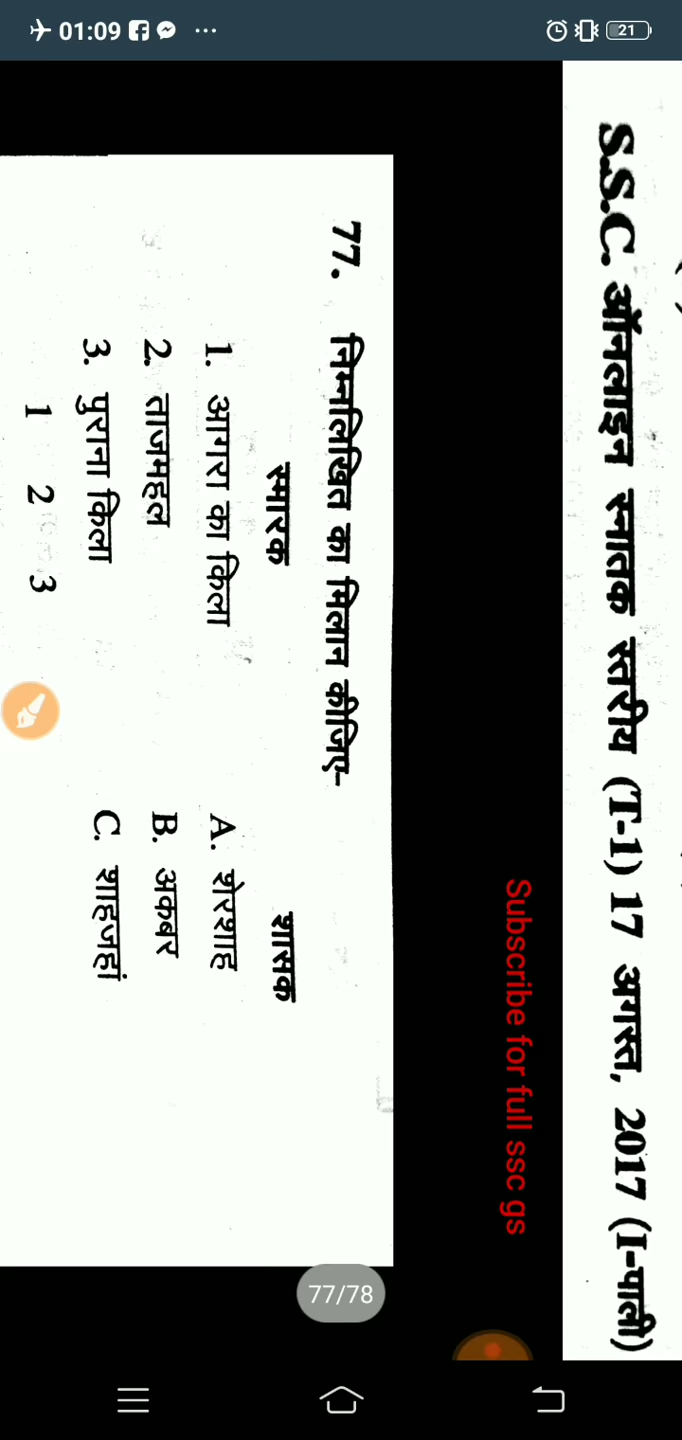 01:09 ... 21
S.S.C. ऑनलाइन स्नातक स्तरीय (T-1) 17 अगस्त, 2017 (I-पाली)
Subscribe for full ssc gs
77. निम्नलिखित का मिलान कीजिए-
स्मारक शासक
1. आगरा का किला A. शेरशाह
2. ताजमहल B. अकबर
3. पुराना किला C. शाहजहां
1 2 3
77/78